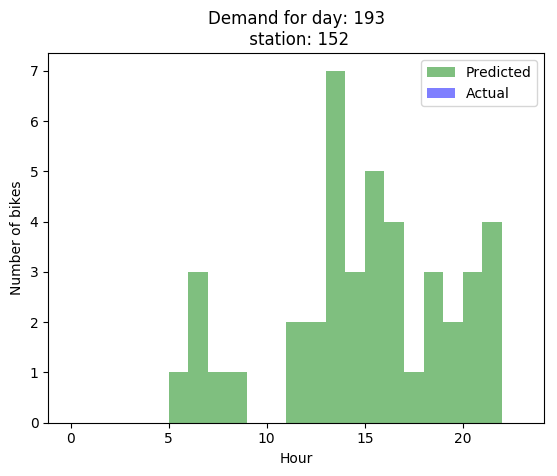 Demand for day: 193
station: 152
Predicted
Actual
7
6
5
4
3
2
1
0
Number of bikes
0 5 10 15 20
Hour